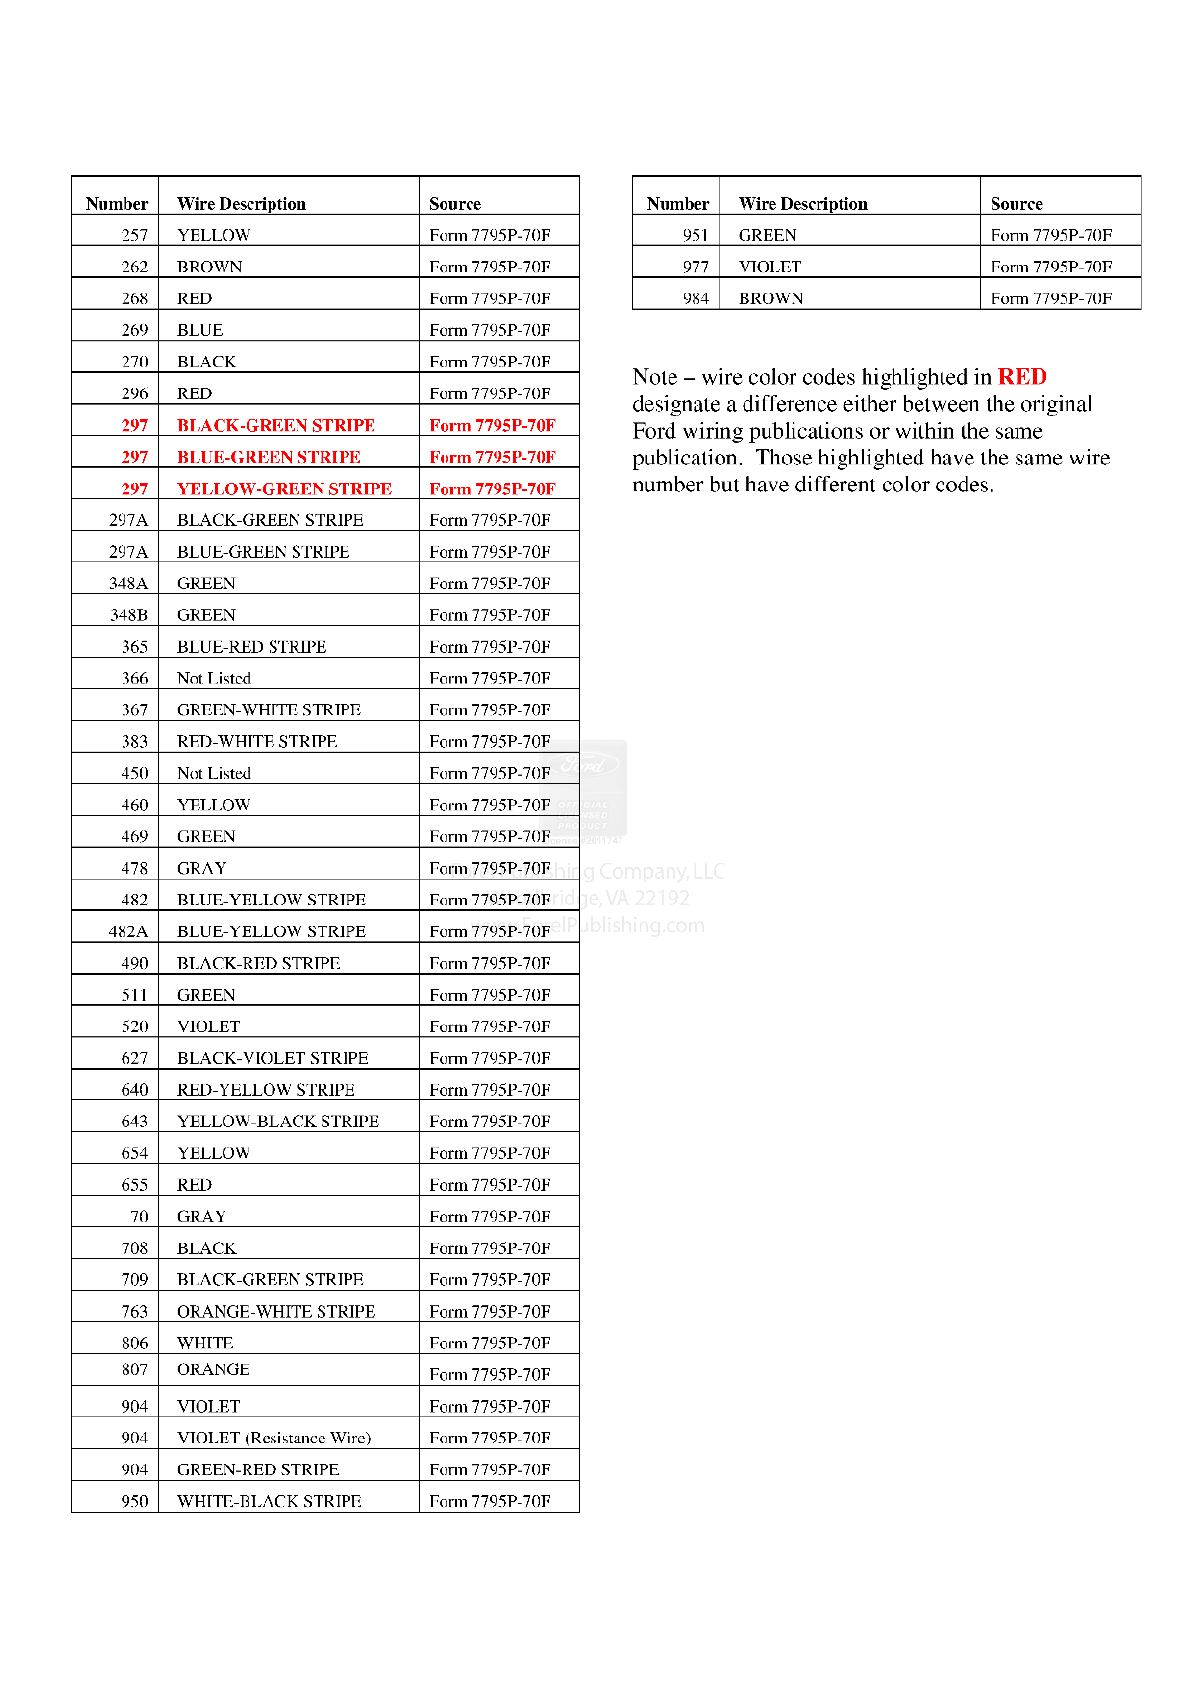 Number Wire Description Source
257 YELLOW Form 7795P-70F
262 BROWN Form 7795P-70F
268 RED Form 7795P-70F
269 BLUE Form 7795P-70F
270 BLACK Form 7795P-70F
296 RED Form 7795P-70F
297 BLACK-GREEN STRIPE Form 7795P-70F
297 BLUE-GREEN STRIPE Form 7795P-70F
297 YELLOW-GREEN STRIPE Form 7795P-70F
297A BLACK-GREEN STRIPE Form 7795P-70F
297A BLUE-GREEN STRIPE Form 7795P-70F
348A GREEN Form 7795P-70F
348B GREEN Form 7795P-70F
365 BLUE-RED STRIPE Form 7795P-70F
366 Not Listed Form 7795P-70F
367 GREEN-WHITE STRIPE Form 7795P-70F
383 RED-WHITE STRIPE Form 7795P-70F
450 Not Listed Form 7795P-70F
460 YELLOW Form 7795P-70F
469 GREEN Form 7795P-70F
478 GRAY Form 7795P-70F
482 BLUE-YELLOW STRIPE Form 7795P-70F
482A BLUE-YELLOW STRIPE Form 7795P-70F
490 BLACK-RED STRIPE Form 7795P-70F
511 GREEN Form 7795P-70F
520 VIOLET Form 7795P-70F
627 BLACK-VIOLET STRIPE Form 7795P-70F
640 RED-YELLOW STRIPE Form 7795P-70F
643 YELLOW-BLACK STRIPE Form 7795P-70F
654 YELLOW Form 7795P-70F
655 RED Form 7795P-70F
70 GRAY Form 7795P-70F
708 BLACK Form 7795P-70F
709 BLACK-GREEN STRIPE Form 7795P-70F
763 ORANGE-WHITE STRIPE Form 7795P-70F
806 WHITE Form 7795P-70F
807 ORANGE Form 7795P-70F
904 VIOLET Form 7795P-70F
904 VIOLET (Resistance Wire) Form 7795P-70F
904 GREEN-RED STRIPE Form 7795P-70F
950 WHITE-BLACK STRIPE Form 7795P-70F
Number Wire Description Source
951 GREEN Form 7795P-70F
977 VIOLET Form 7795P-70F
984 BROWN Form 7795P-70F
Note – wire color codes highlighted in RED
designate a difference either between the original
Ford wiring publications or within the same
publication. Those highlighted have the same wire
number but have different color codes.
Ford
OFFICIAL
PRODUCT
Company, LLC
VA 22192